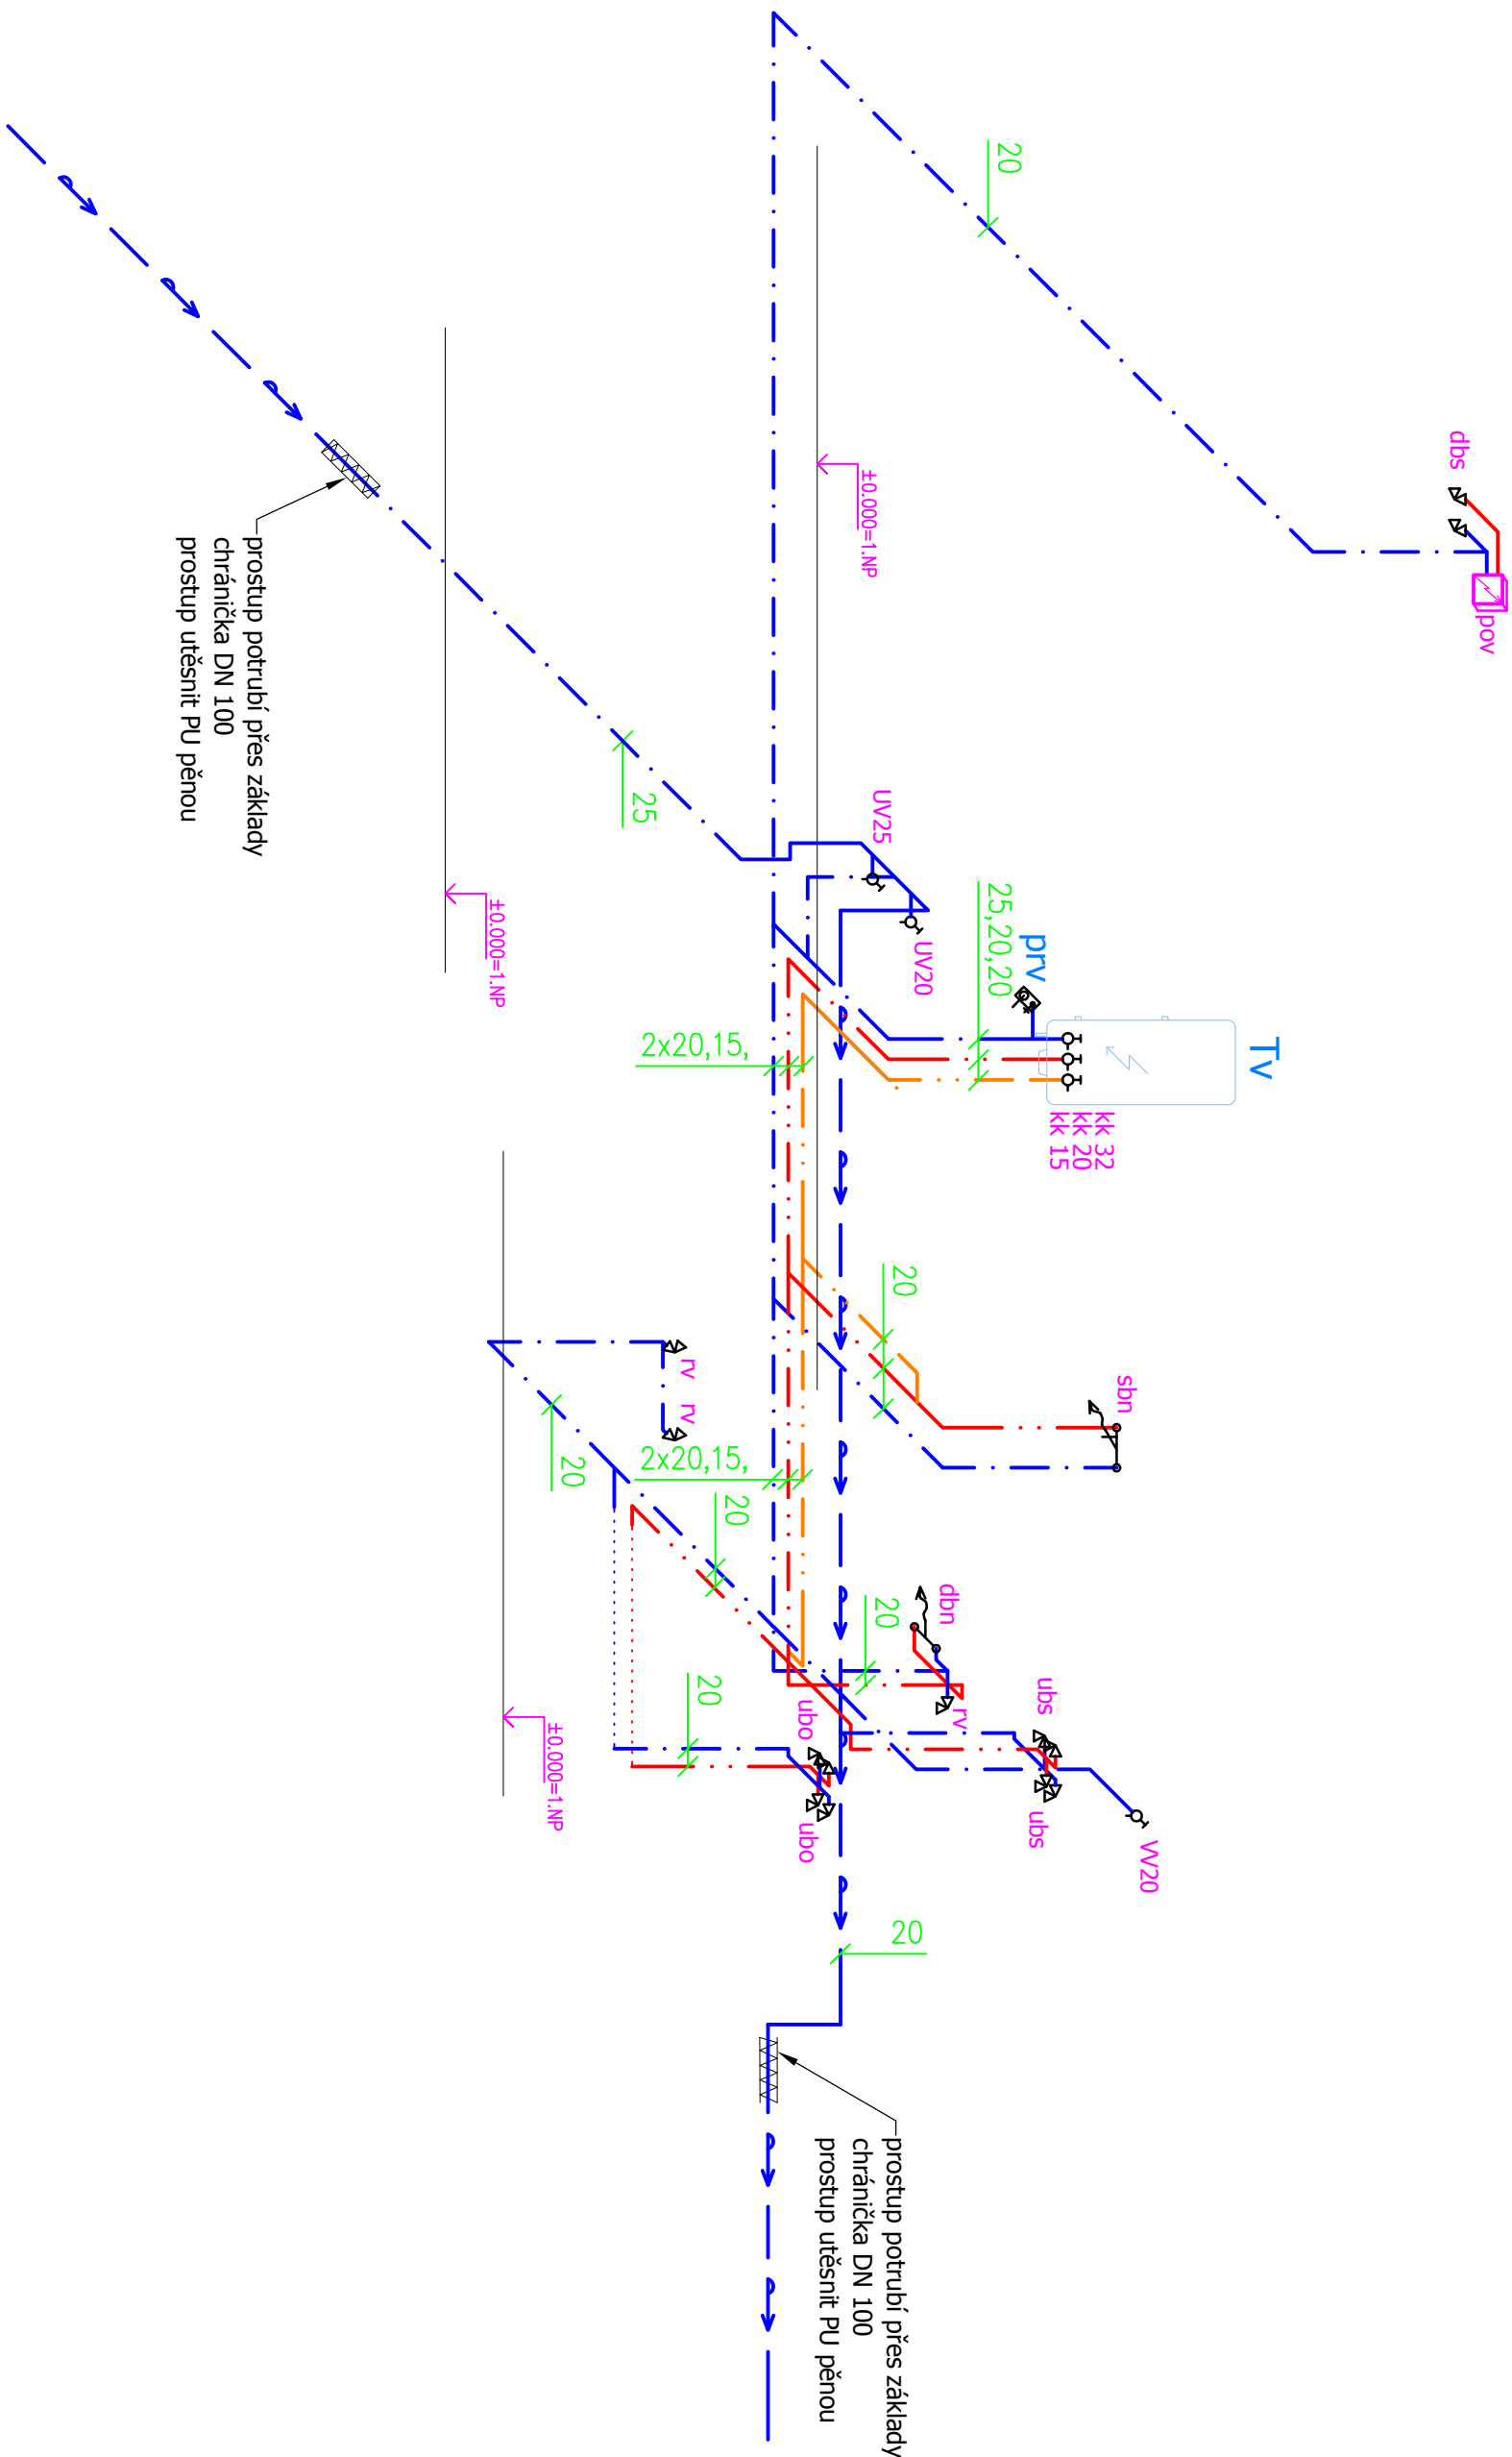 dbs
pov
20
±0.000=1.NP
prostup potrubí přes základy
chránička DN 100
prostup utěsnit PU pěnou
25
UV25
UV20
±0.000=1.NP
25,20,20
prv
Tv
KK 32
KK 20
KK 15
2x20,15,
20
sbn
rv
rv
20
2x20,15,
20
dbn
20
rv
20
ubo
ubs
ubo
ubs
VV20
±0.000=1.NP
20
prostup potrubí přes základy
chránička DN 100
prostup utěsnit PU pěnou